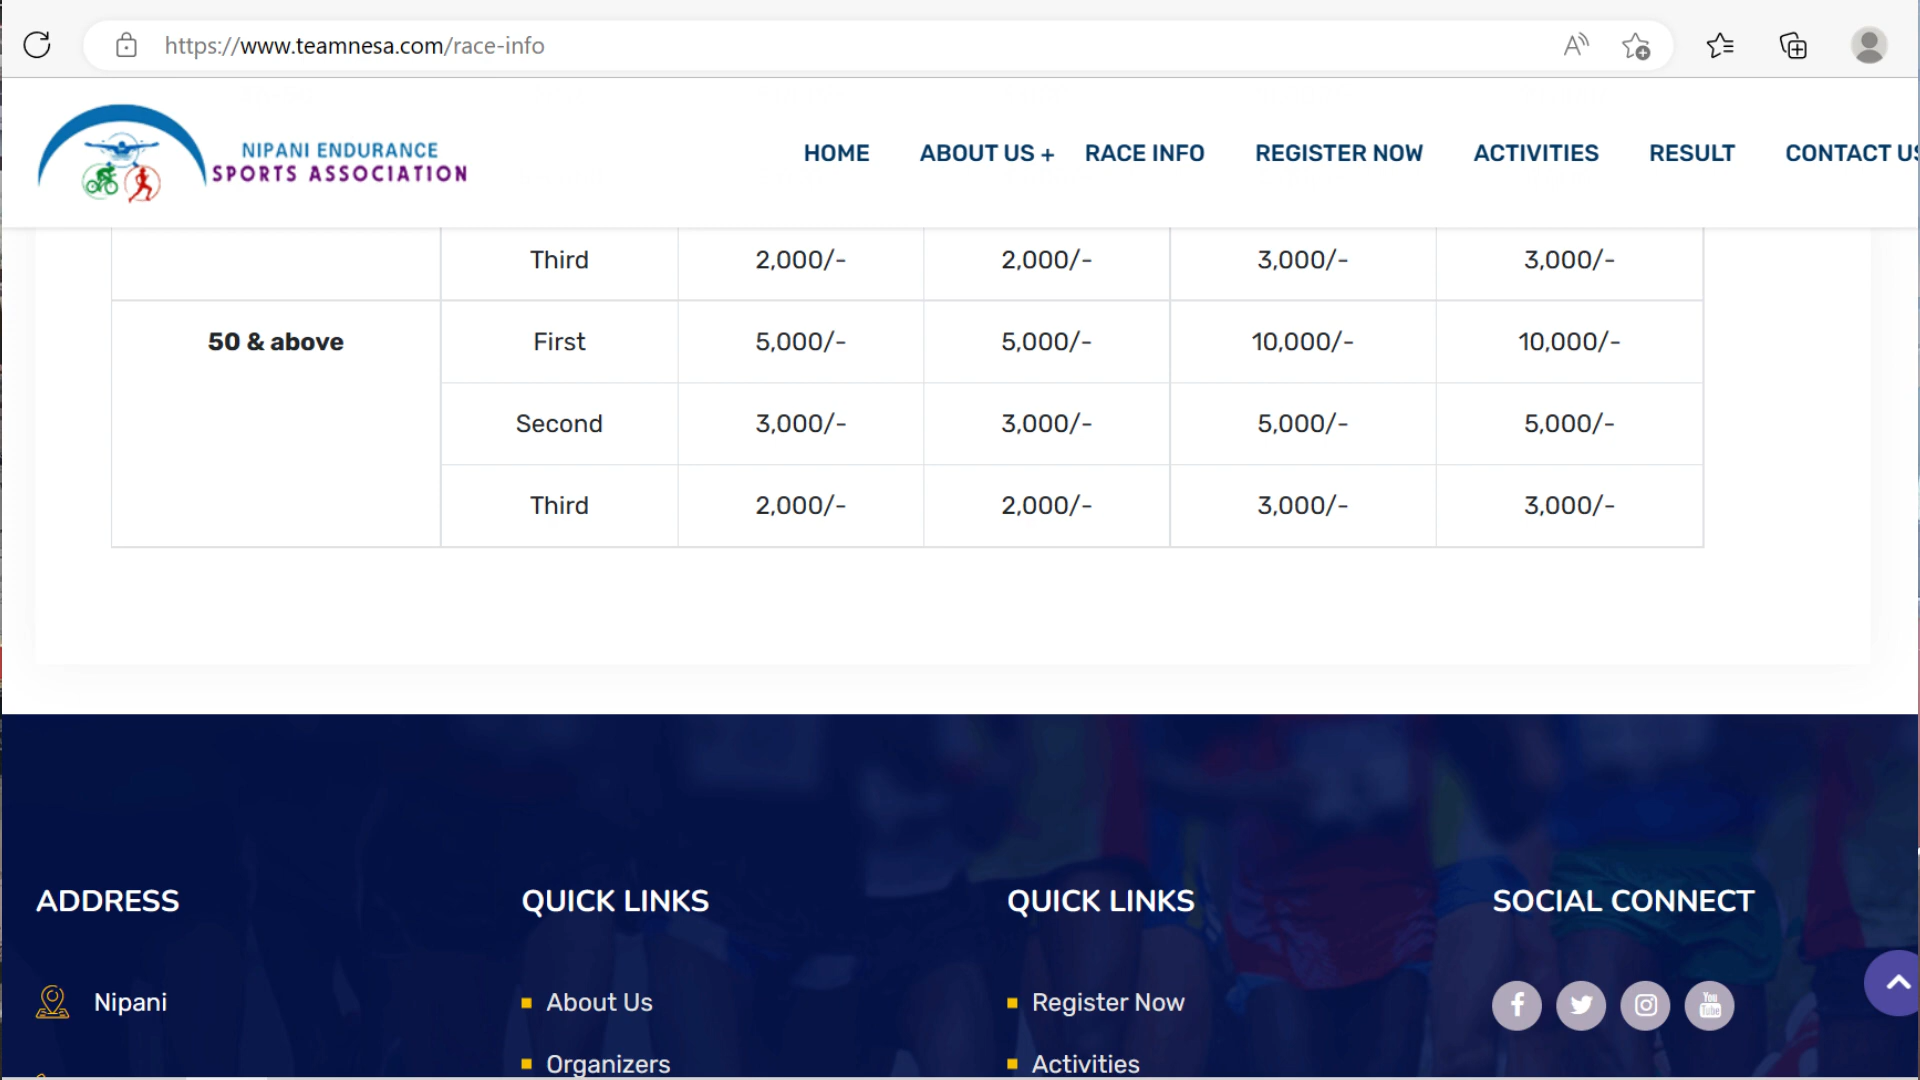 https://www.teamnesa.com/race-info
NIPANI ENDURANCE
SPORTS ASSOCIATION
HOME ABOUT US + RACE INFO REGISTER NOW ACTIVITIES RESULT CONTACT US
Third 2,000/- 2,000/- 3,000/- 3,000/-
50 & above First 5,000/- 5,000/- 10,000/- 10,000/-
Second 3,000/- 3,000/- 5,000/- 5,000/-
Third 2,000/- 2,000/- 3,000/- 3,000/-
ADDRESS QUICK LINKS QUICK LINKS SOCIAL CONNECT
Nipani About Us Register Now You Tube
Organizers Activities